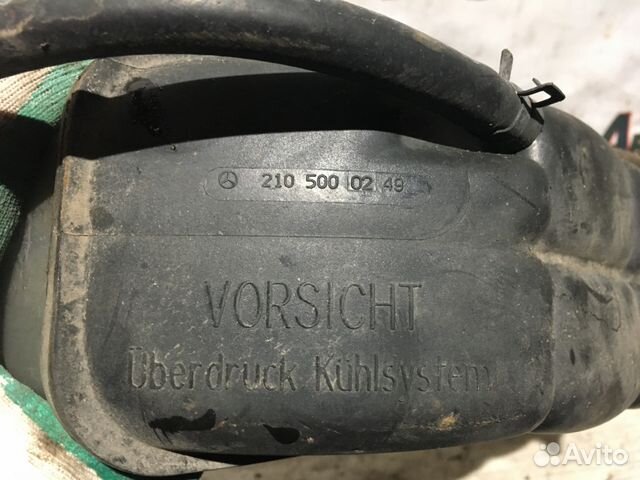 210 500 02 49
VORSICHT
Überdruck Kühlsystem
Avito